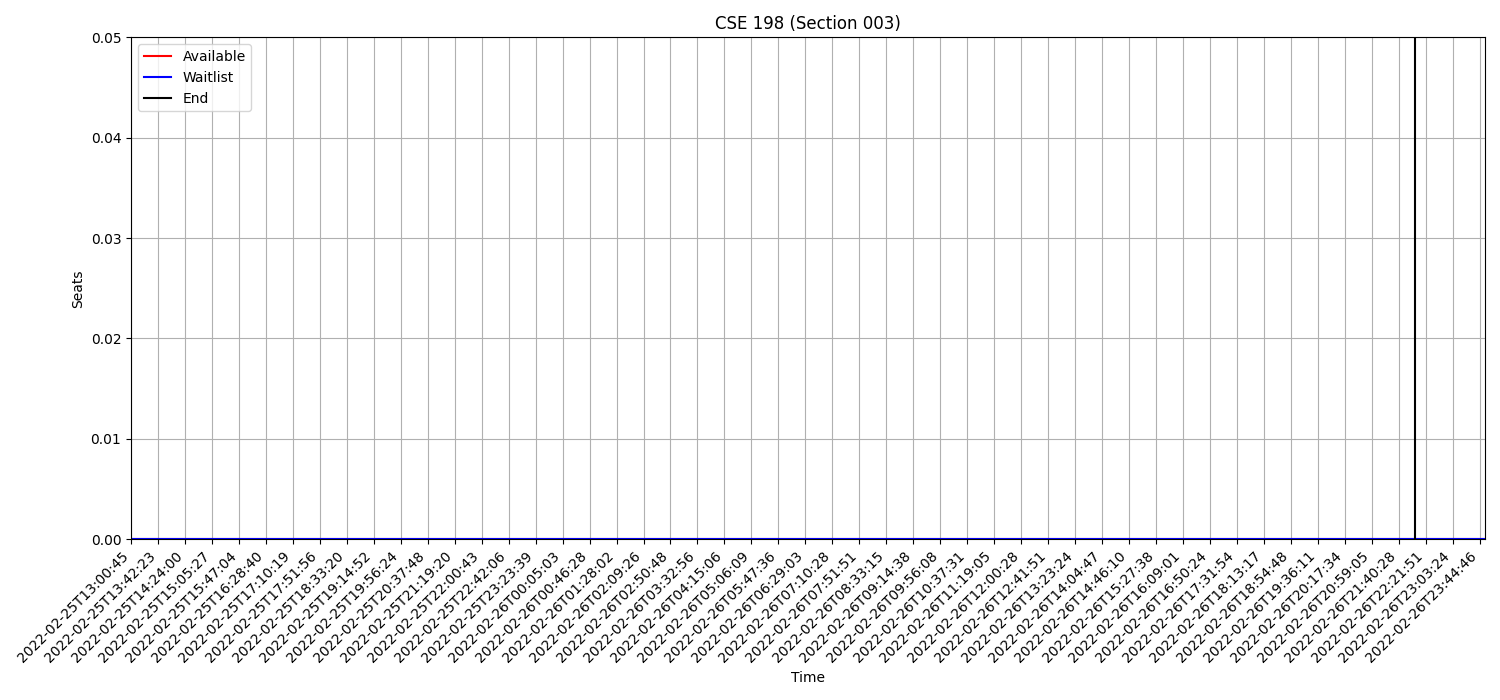 CSE 198 (Section 003)
Available
Waitlist
End
0.05
0.04
0.03
0.02
0.01
0.00
Seats
2022-02-25T13:00:45
2022-02-25T13:42:23
2022-02-25T14:24:00
2022-02-25T15:05:27
2022-02-25T15:47:04
2022-02-25T16:28:40
2022-02-25T17:10:19
2022-02-25T17:51:56
2022-02-25T18:33:20
2022-02-25T19:14:52
2022-02-25T19:56:24
2022-02-25T20:37:48
2022-02-25T21:19:20
2022-02-25T22:00:43
2022-02-25T22:42:06
2022-02-25T23:23:39
2022-02-26T00:05:03
2022-02-26T00:46:28
2022-02-26T01:28:02
2022-02-26T02:09:26
2022-02-26T02:50:48
2022-02-26T03:32:56
2022-02-26T04:15:06
2022-02-26T05:06:09
2022-02-26T05:47:36
2022-02-26T06:29:03
2022-02-26T07:10:28
2022-02-26T07:51:51
2022-02-26T08:33:15
2022-02-26T09:14:38
2022-02-26T09:56:08
2022-02-26T10:37:31
2022-02-26T11:19:05
2022-02-26T12:00:28
2022-02-26T12:41:51
2022-02-26T13:23:24
2022-02-26T14:04:47
2022-02-26T14:46:10
2022-02-26T15:27:38
2022-02-26T16:09:01
2022-02-26T16:50:24
2022-02-26T17:31:54
2022-02-26T18:13:17
2022-02-26T18:54:48
2022-02-26T19:36:11
2022-02-26T20:17:34
2022-02-26T20:59:05
2022-02-26T21:40:28
2022-02-26T22:21:51
2022-02-26T23:03:24
2022-02-26T23:44:46
Time